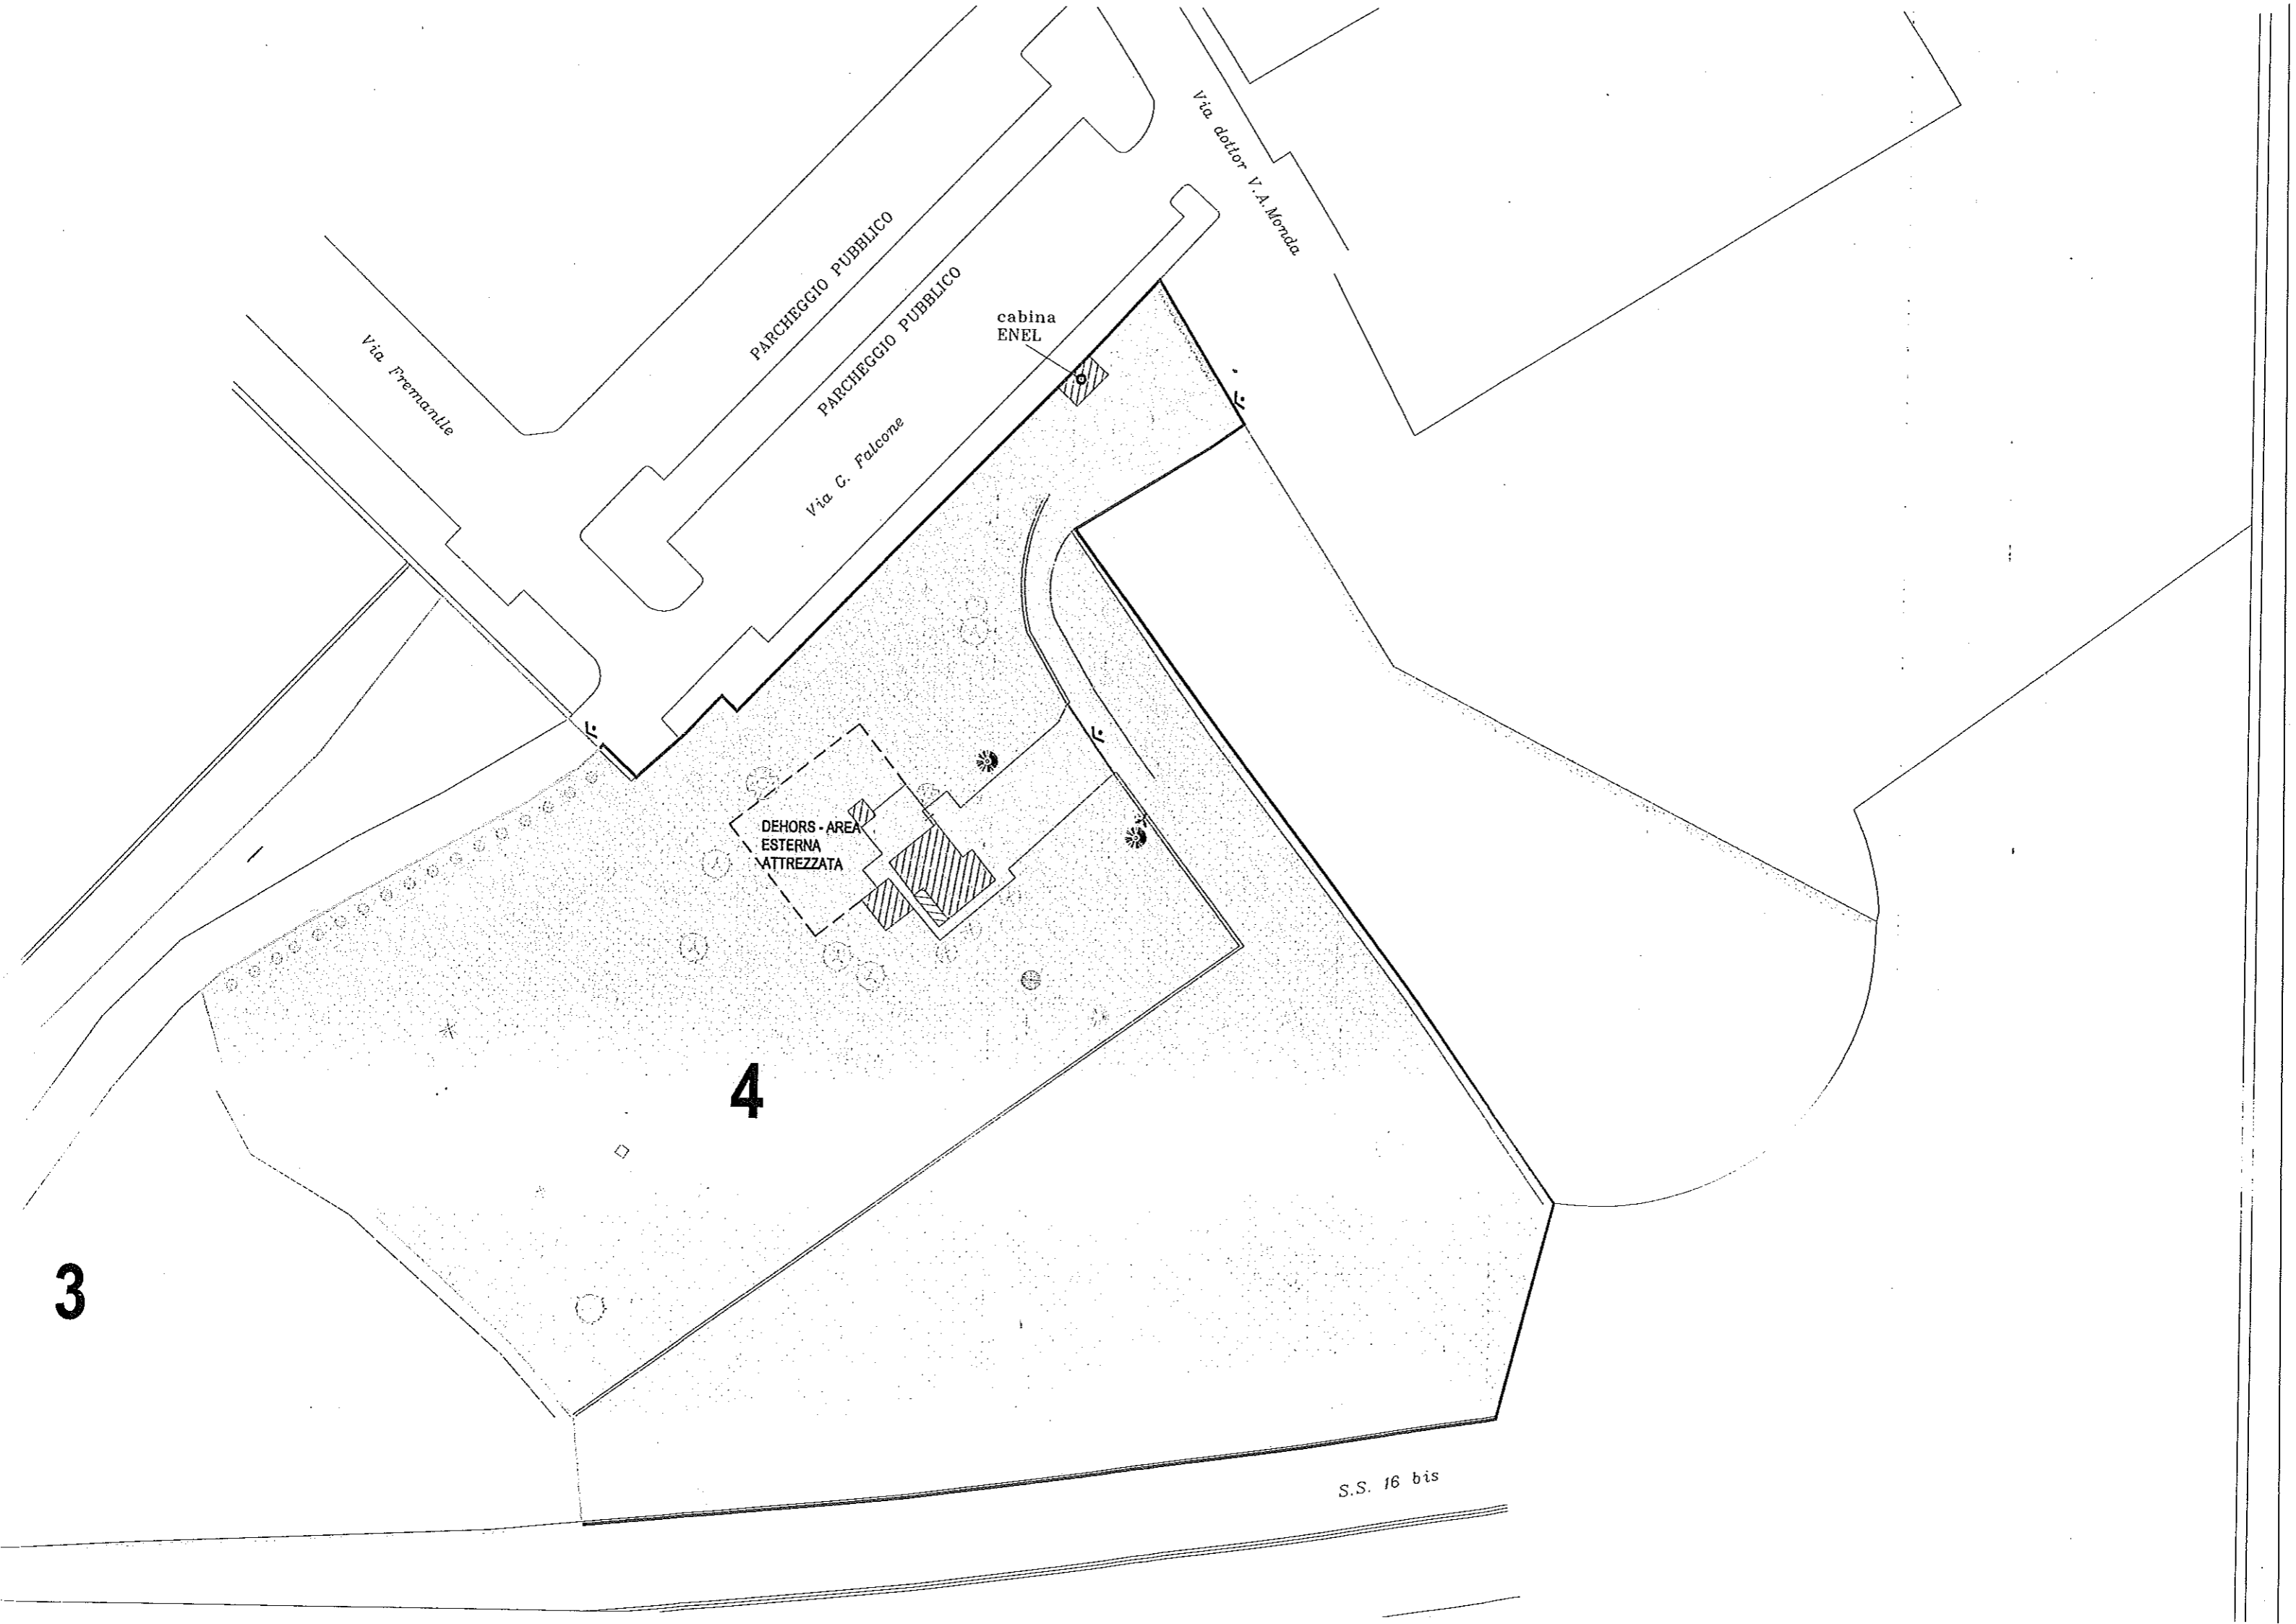 Via dottor V.A.Monda
PARCHEGGIO PUBBLICO
PARCHEGGIO PUBBLICO
cabina
ENEL
Via Fremantle
Via G. Falcone
DEHORS - AREA
ESTERNA
ATTREZZATA
4
3
S.S. 16 bis